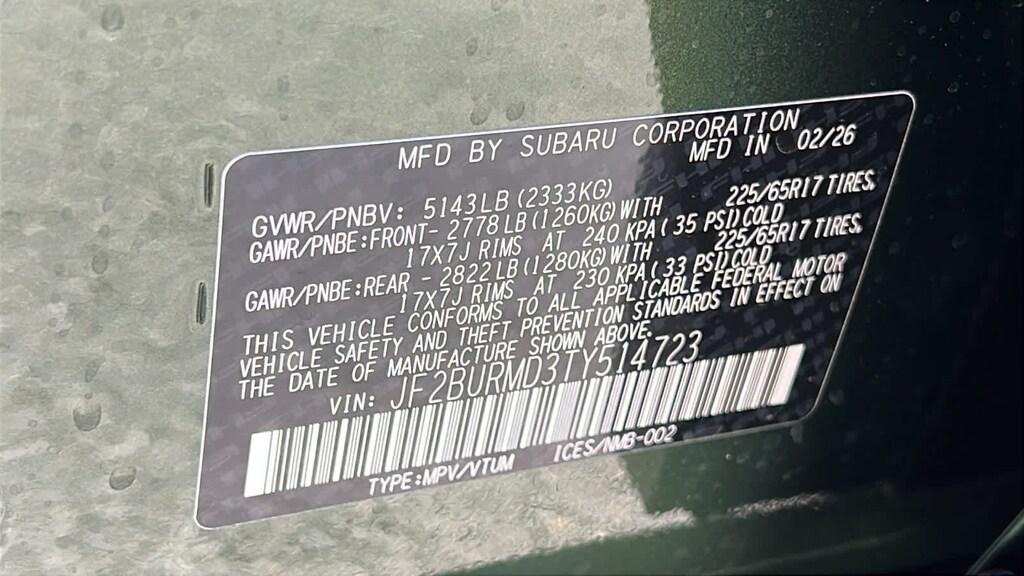 MFD BY SUBARU CORPORATION
MFD IN 02/26
GVWR/PNBV: 5143LB (2333KG)
GAWR/PNBE:FRONT- 2778LB(1260KG)WITH 225/65R17 TIRES,
17x7J RIMS AT 240 KPA( 35 PSI)COLD
GAWR/PNBE:REAR - 2822LB(1280KG)WITH 225/65R17 TIRES,
17x7J RIMS AT 230 KPA( 33 PSI)COLD
THIS VEHICLE CONFORMS TO ALL APPLICABLE FEDERAL MOTOR
VEHICLE SAFETY AND THEFT PREVENTION STANDARDS IN EFFECT ON
THE DATE OF MANUFACTURE SHOWN ABOVE.
VIN: JF2BURMD3TY514723
TYPE:MPV/VTUM ICES/NMB-002